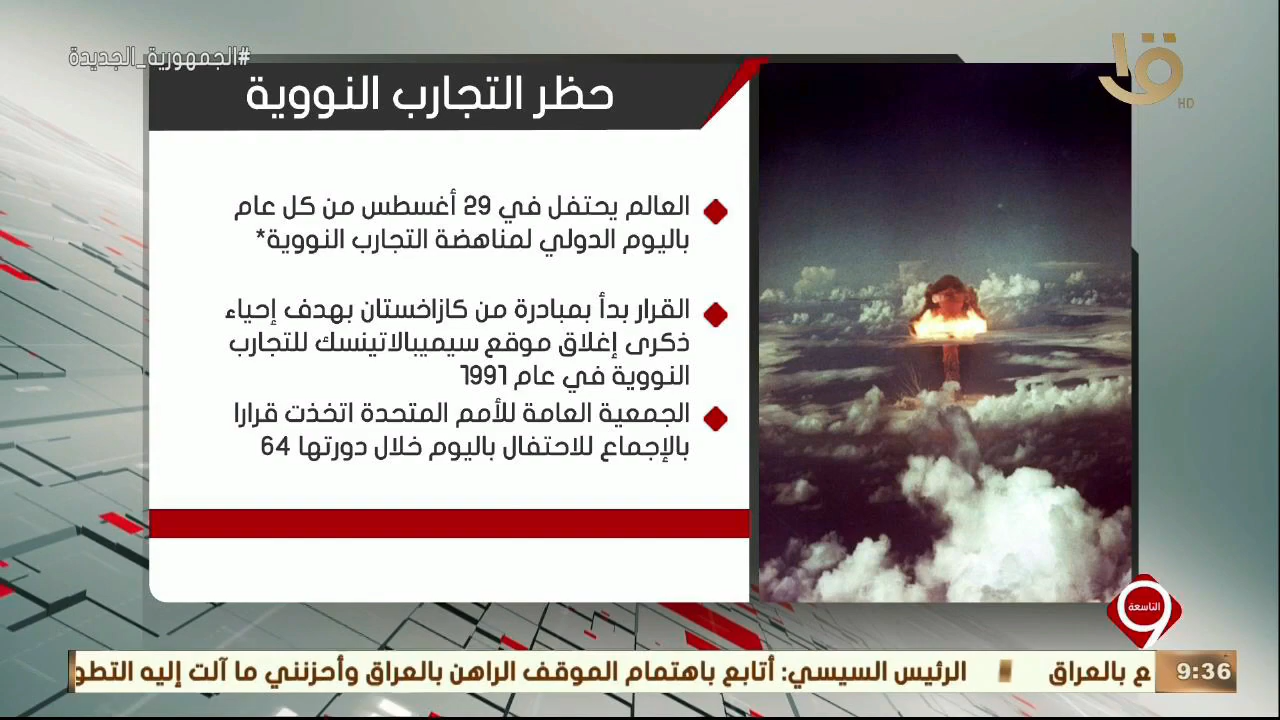 #الجمهورية_الجديدة
HD
حظر التجارب النووية
العالم يحتفل في 29 أغسطس من كل عام
باليوم الدولي لمناهضة التجارب النووية*
القرار بدأ بمبادرة من كازاخستان بهدف إحياء
ذكرى إغلاق موقع سيميبالاتينسك للتجارب
النووية في عام 1991
الجمعية العامة للأمم المتحدة اتخذت قرارا
بالإجماع للاحتفال باليوم خلال دورتها 64
التاسعة
9
9:36
ع بالعراق
الرئيس السيسي: أتابع باهتمام الموقف الراهن بالعراق وأحزنني ما آلت إليه التطو